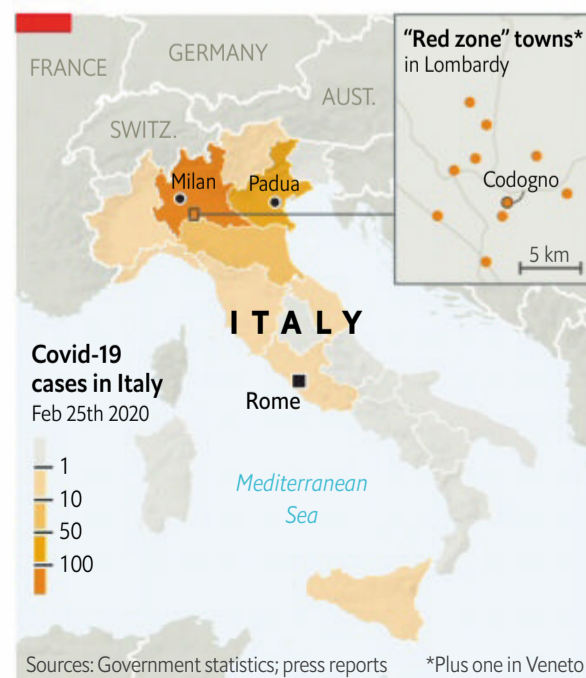 FRANCE
GERMANY
AUST.
SWITZ.
Milan
Padua
"Red zone" towns*
in Lombardy
Codogno
5 km
ITALY
Covid-19
cases in Italy
Feb 25th 2020
1
10
50
100
Rome
Mediterranean
Sea
Sources: Government statistics; press reports
*Plus one in Veneto